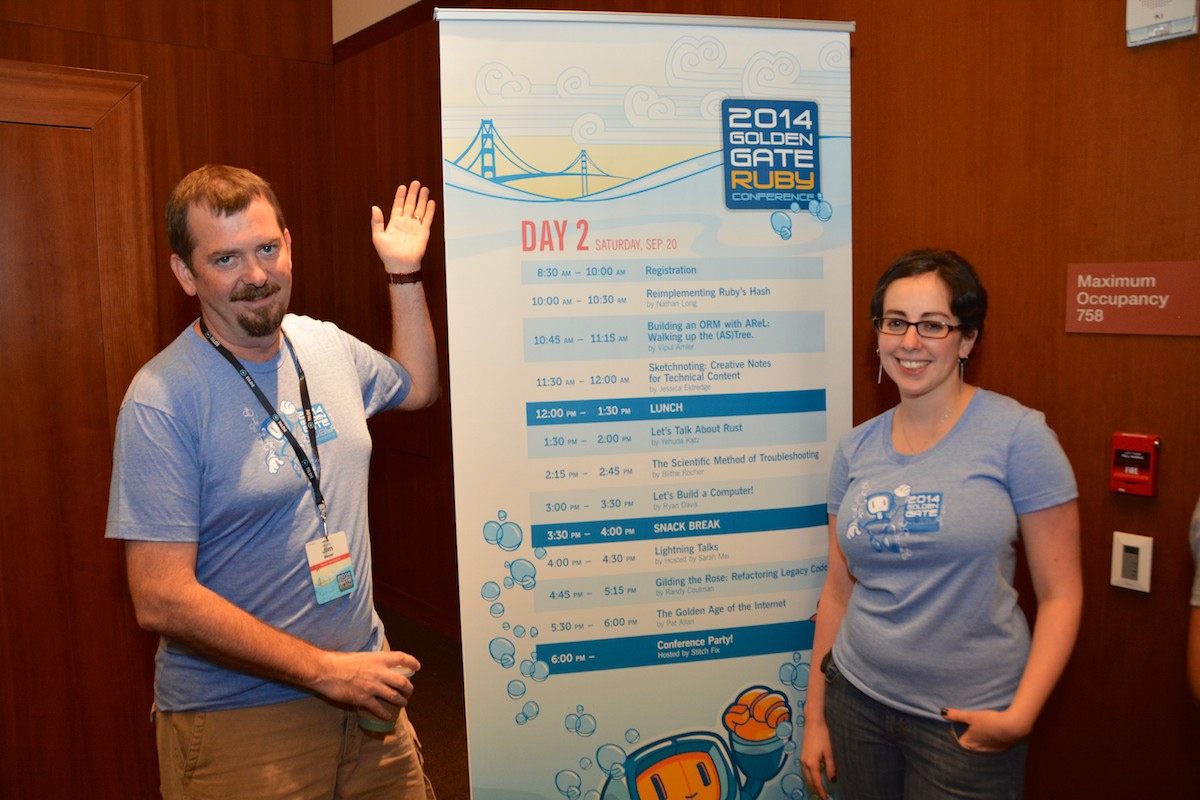 2014
GOLDEN
GATE
RUBY
CONFERENCE
DAY 2 SATURDAY, SEP 20
8:30 AM – 10:00 AM Registration
10:00 AM – 10:30 AM Reimplementing Ruby's Hash
by Nathan Long
10:45 AM – 11:15 AM Building an ORM with AReL:
Walking up the (AS)Tree.
by Vipul Amler
11:30 AM – 12:00 AM Sketchnoting: Creative Notes
for Technical Content
by Jessica Eldredge
12:00 PM – 1:30 PM LUNCH
1:30 PM – 2:00 PM Let's Talk About Rust
by Yehuda Katz
2:15 PM – 2:45 PM The Scientific Method of Troubleshooting
by Blithe Rocher
3:00 PM – 3:30 PM Let's Build a Computer!
by Ryan Davis
3:30 PM – 4:00 PM SNACK BREAK
4:00 PM – 4:30 PM Lightning Talks
by Hosted by Sarah Mei
4:45 PM – 5:15 PM Gilding the Rose: Refactoring Legacy Code
by Randy Coulman
5:30 PM – 6:00 PM The Golden Age of the Internet
by Pat Allan
6:00 PM – Conference Party!
Hosted by Stitch Fix
Maximum
Occupancy
758
2014
GOLDEN
GATE
Jim
2014
GOLDEN
GATE